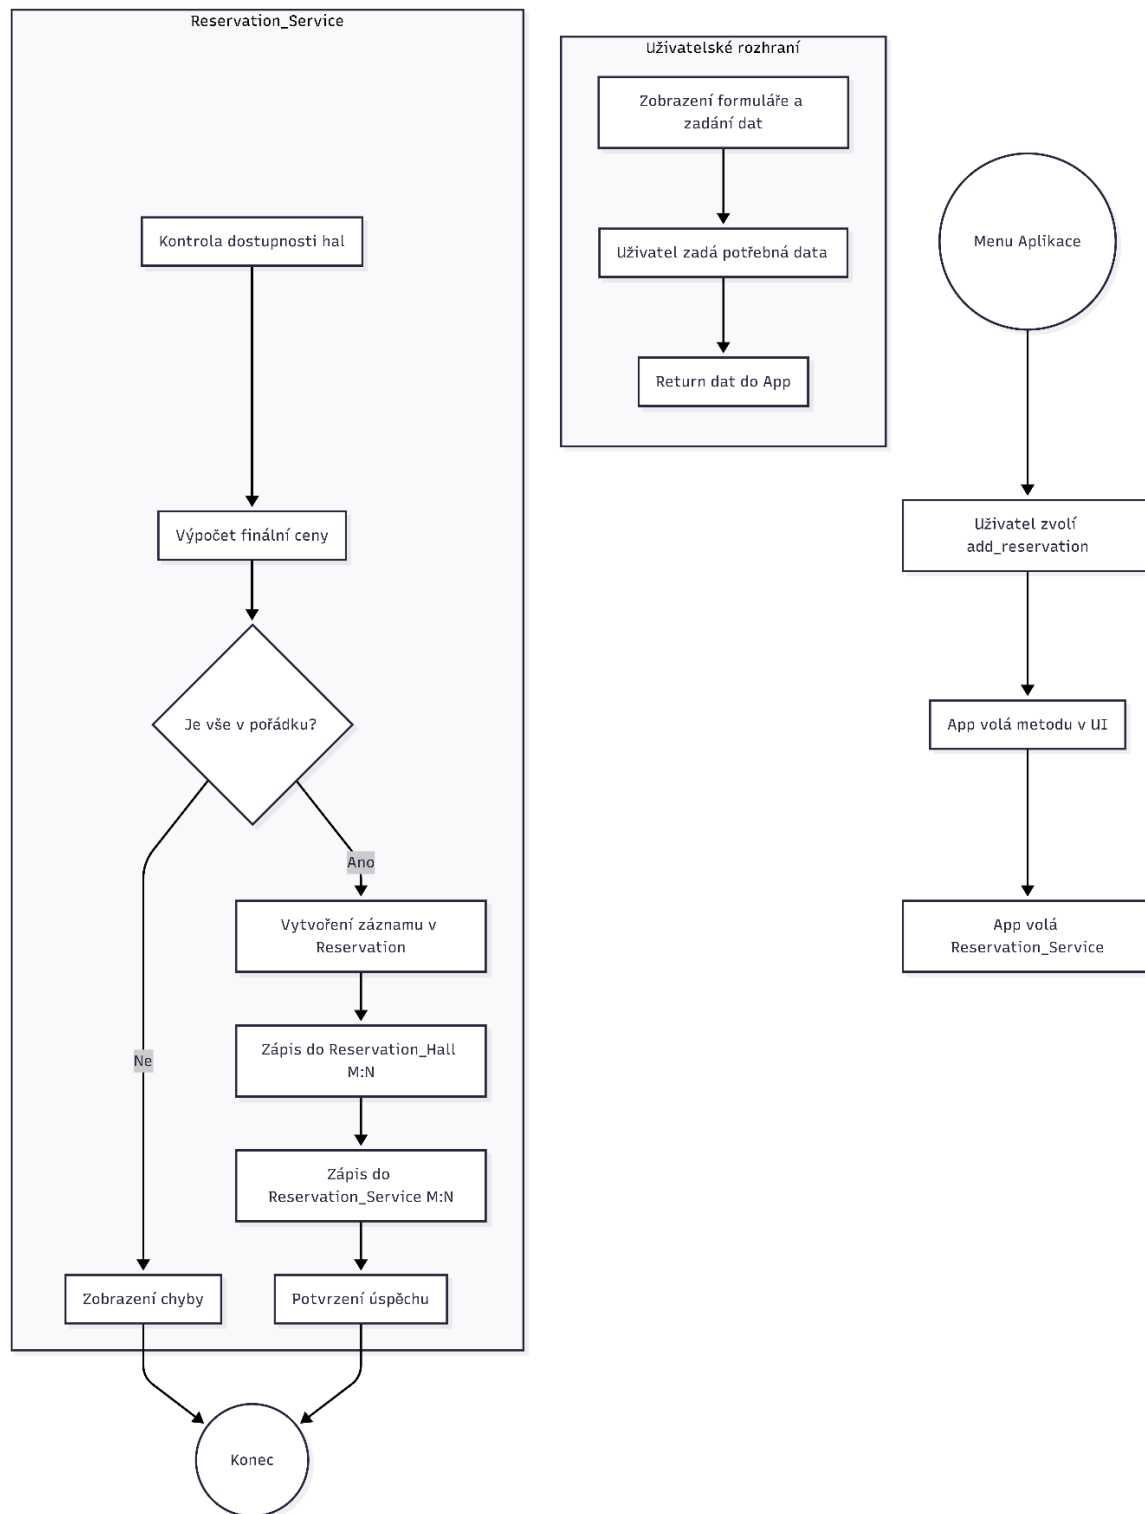 Reservation_Service
Kontrola dostupnosti hal
Výpočet finální ceny
Je vše v pořádku?
Ano
Ne
Vytvoření záznamu v
Reservation
Zápis do Reservation_Hall
M:N
Zápis do
Reservation_Service M:N
Zobrazení chyby
Potvrzení úspěchu
Konec
Uživatelské rozhraní
Zobrazení formuláře a
zadání dat
Uživatel zadá potřebná data
Return dat do App
Menu Aplikace
Uživatel zvolí
add_reservation
App volá metodu v UI
App volá
Reservation_Service